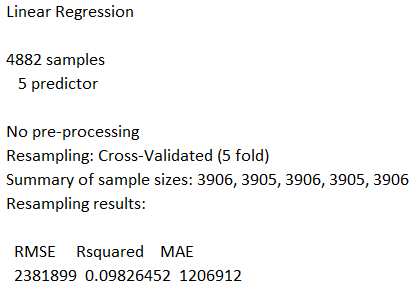 Linear Regression
4882 samples
5 predictor
No pre-processing
Resampling: Cross-Validated (5 fold)
Summary of sample sizes: 3906, 3905, 3906, 3905, 3906
Resampling results:
RMSE Rsquared MAE
2381899 0.09826452 1206912